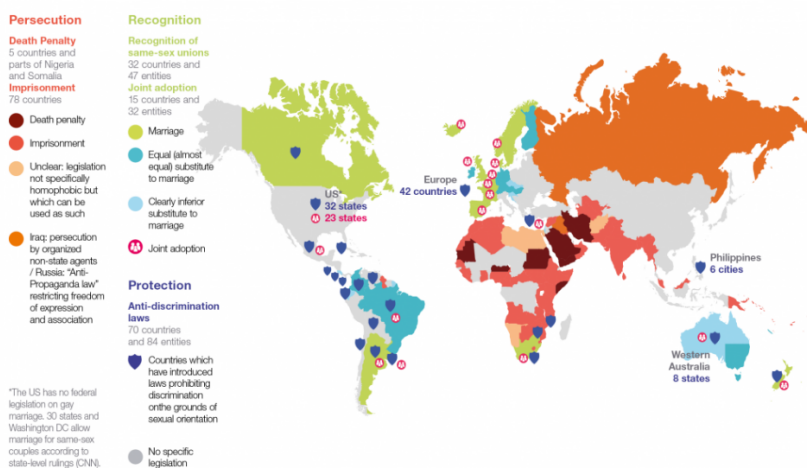 Persecution
Death Penalty
5 countries and
parts of Nigeria
and Somalia
Imprisonment
78 countries
Death penalty
Imprisonment
Unclear: legislation
not specifically
homophobic but
which can be
used as such
Iraq: persecution
by organized
non-state agents
/ Russia: “Anti-
Propaganda law”
restricting freedom
of expression
and association
*The US has no federal
legislation on gay
marriage. 30 states and
Washington DC allow
marriage for same-sex
couples according to
state-level rulings (CNN).
Recognition
Recognition of
same-sex unions
32 countries and
47 entities
Joint adoption
15 countries and
32 entities
Marriage
Equal (almost
equal) substitute
to marriage
Clearly inferior
substitute to
marriage
Joint adoption
Protection
Anti-discrimination
laws
70 countries
and 84 entities
Countries which
have introduced
laws prohibiting
discrimination
onthe grounds of
sexual orientation
No specific
legislation
US*
32 states
23 states
Europe
42 countries
Philippines
6 cities
Western
Australia
8 states